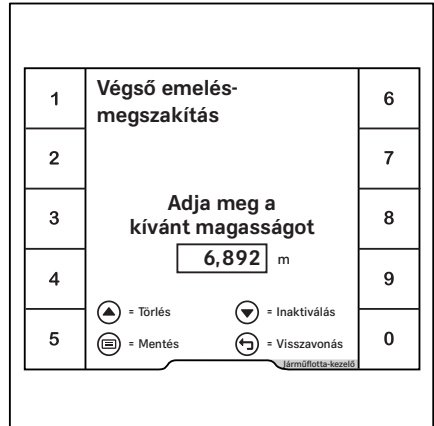 1
Végső emelés-
megszakítás
6
2
7
3
Adja meg a
kívánt magasságot
8
6,892 m
4
9
= Törlés = Inaktiválás
5
= Mentés = Visszavonás
0
Járműflotta-kezelő